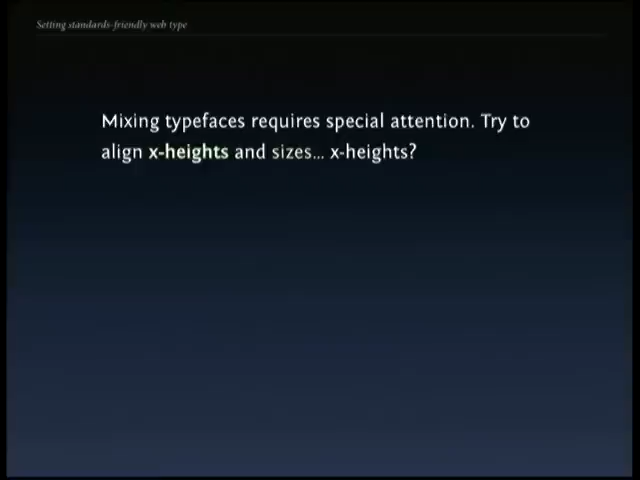 Setting standards-friendly web type
Mixing typefaces requires special attention. Try to
align x-heights and sizes... x-heights?